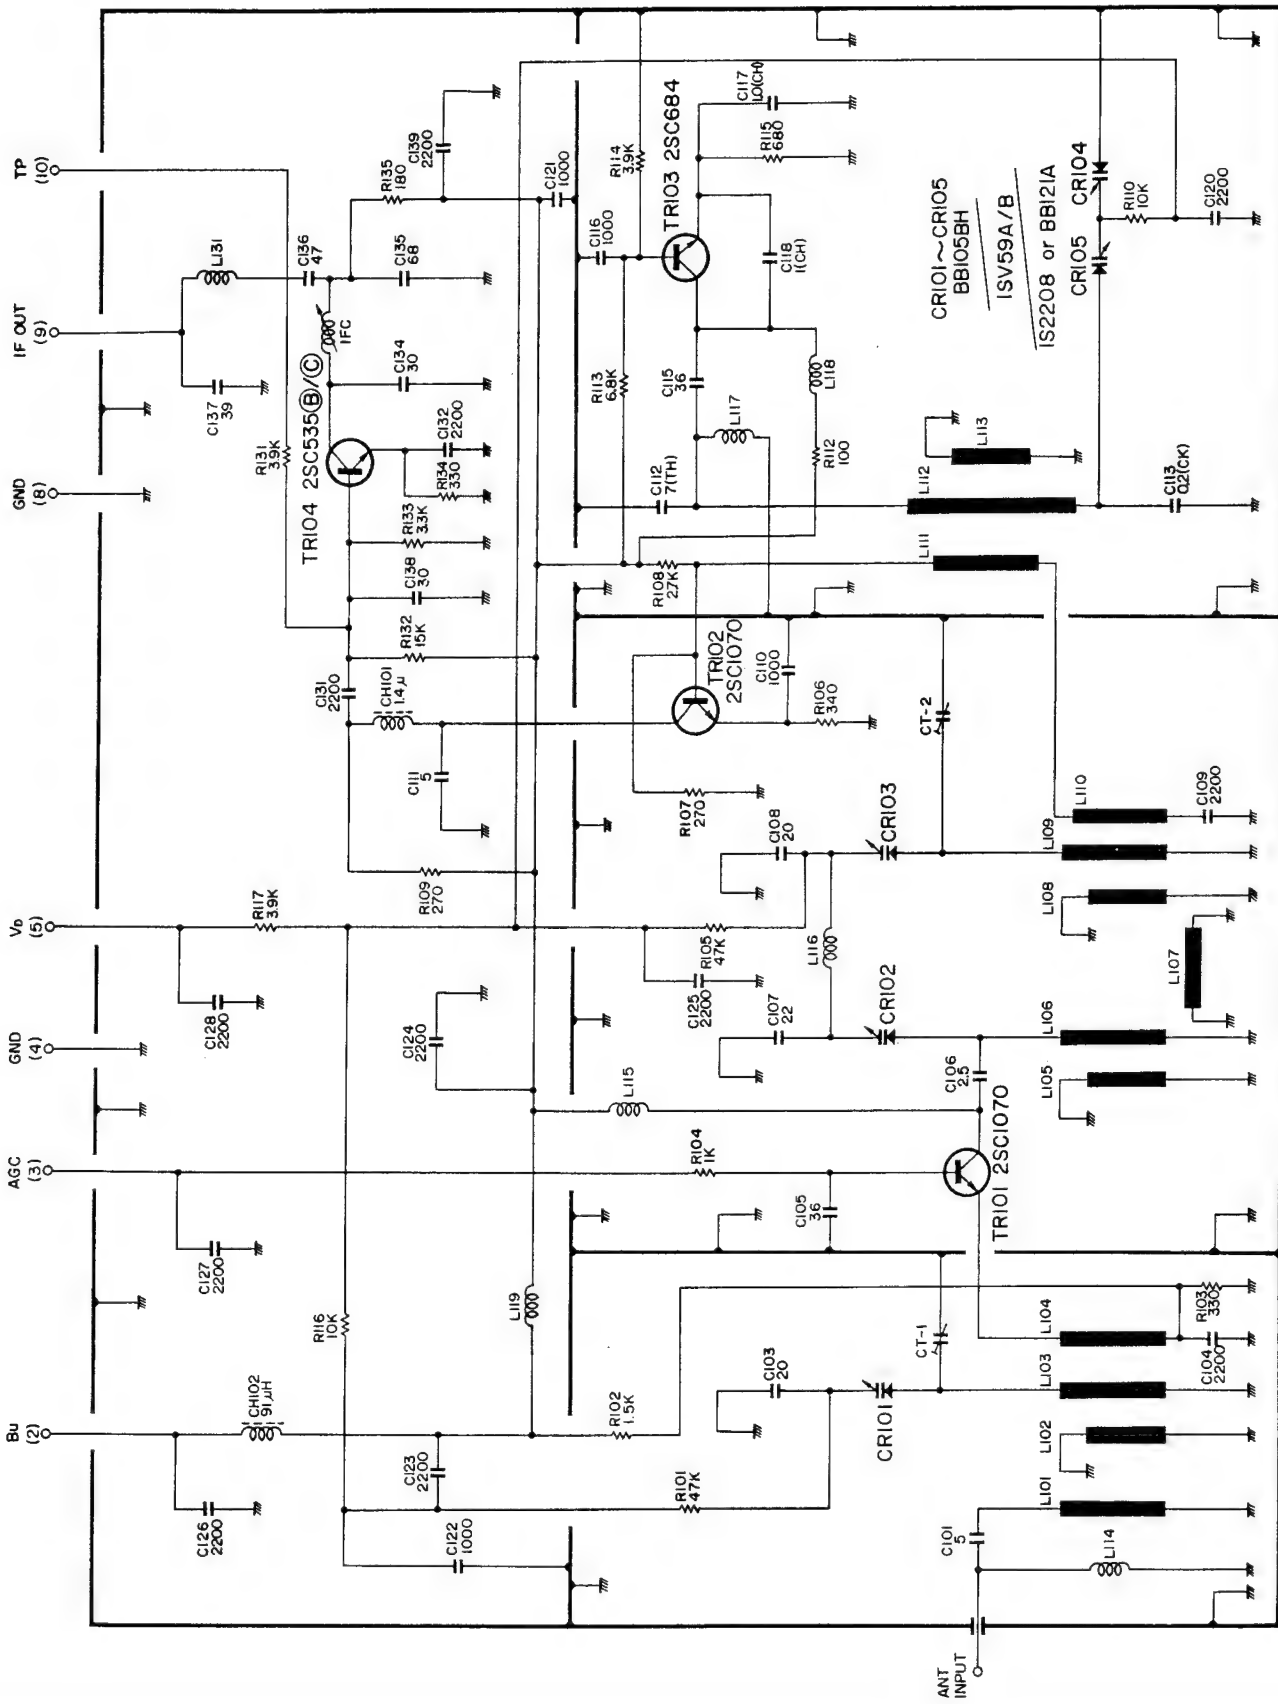 Bu
(2)
AGC
(3)
GND
(4)
VD
(5)
GND
(8)
IF OUT
(9)
TP
(10)
C126
2200
CH102
91μH
C127
2200
C128
2200
R117
3.9K
C137
39
L131
R131
3.9K
C136
47
TR104 2SC535Ⓑ/Ⓒ
IFC
R135
180
R116
10K
C131
2200
CH101
1.4μ
R132
15K
C138
30
R133
3.3K
R134
330
C132
2200
C134
30
C135
68
C139
2200
C122
1000
C123
2200
C124
2200
C111
5
R109
270
L119
C121
1000
R102
1.5K
L115
R113
6.8K
C116
1000
R114
3.9K
R101
47K
R104
1K
C125
2200
R105
47K
R107
270
R108
2.7K
C112
7(TH)
C115
36
TR103 2SC684
C117
10(CH)
R115
680
C118
1(CH)
L117
TR102
2SC1070
C103
20
C105
36
C107
22
C108
20
L116
C110
1000
R106
340
R112
100
L118
CR101
CT-1
CR102
CR103
CT-2
CR101~CR105
BB105BH
1SV59A/B
1S2208 or BB121A
ANT
INPUT
C101
5
TR101 2SC1070
C106
2.5
L111
L112
L113
CR105
CR104
L114
L101
L102
L103
L104
L105
L106
L107
L108
L109
L110
R110
10K
C104
2200
R103
330
C109
2200
C113
0.2(CK)
C120
2200